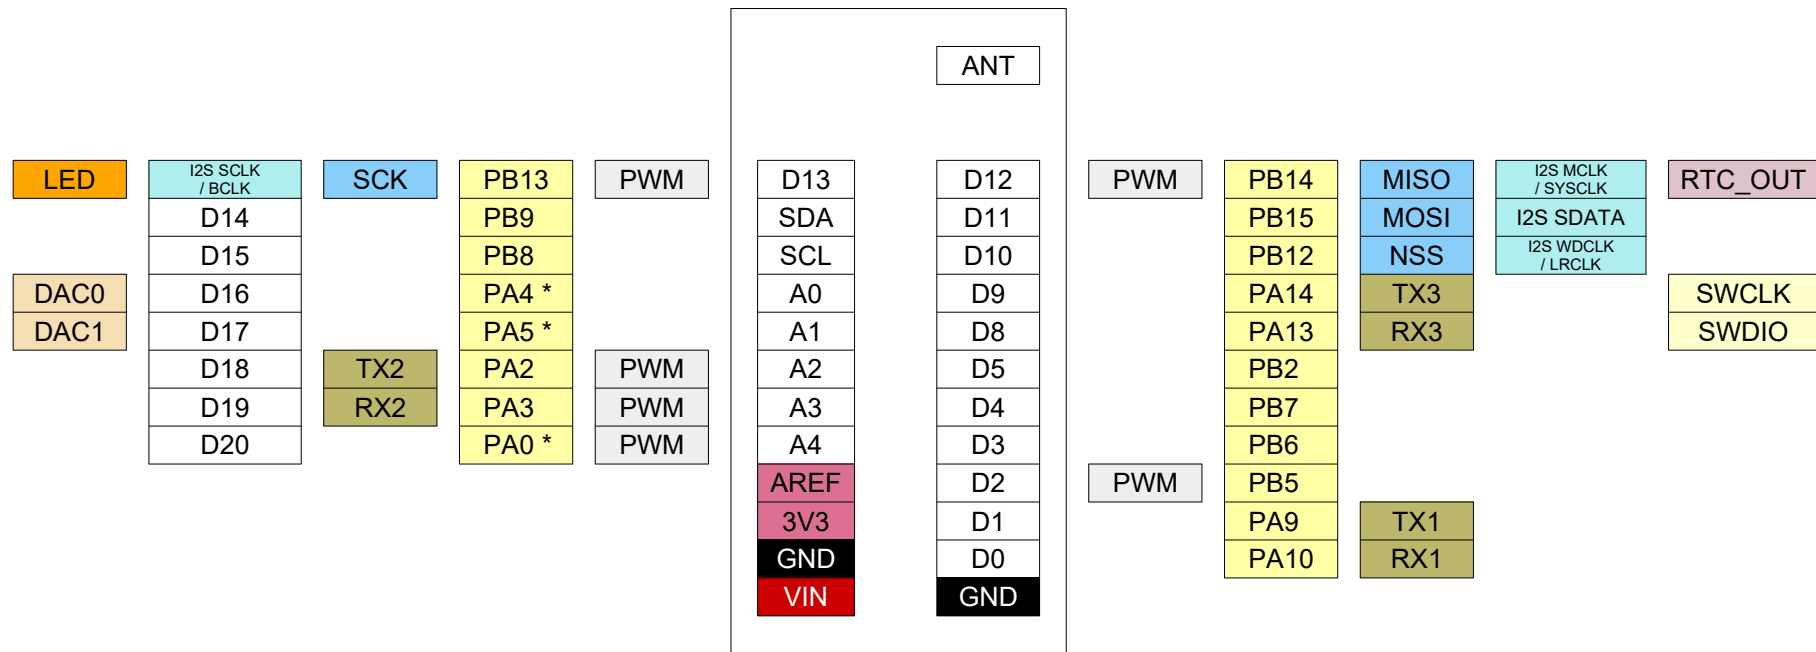 ANT
LED I2S SCLK / BCLK SCK PB13 PWM D13 D12 PWM PB14 MISO I2S MCLK / SYSCLK RTC_OUT
D14 PB9 SDA D11 PB15 MOSI I2S SDATA
D15 PB8 SCL D10 PB12 NSS I2S WDCLK / LRCLK
DAC0 D16 PA4 * A0 D9 PA14 TX3 SWCLK
DAC1 D17 PA5 * A1 D8 PA13 RX3 SWDIO
D18 TX2 PA2 PWM A2 D5 PB2
D19 RX2 PA3 PWM A3 D4 PB7
D20 PA0 * PWM A4 D3 PB6
AREF D2 PWM PB5
3V3 D1 PA9 TX1
GND D0 PA10 RX1
VIN GND